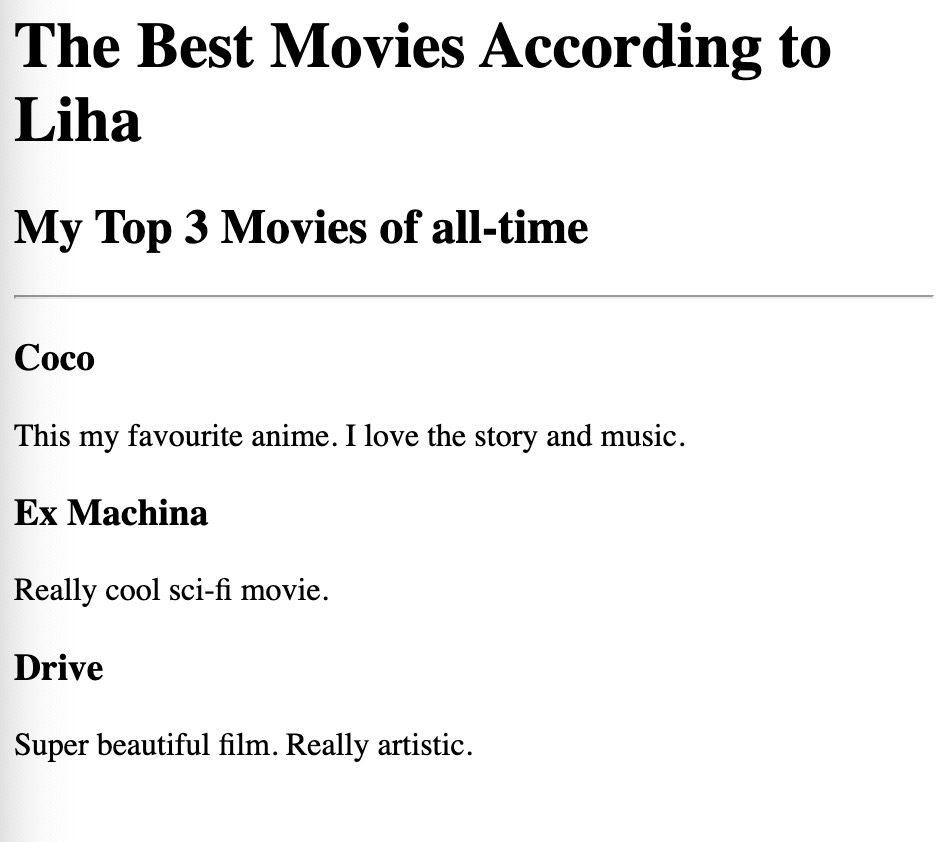 The Best Movies According to
Liha
My Top 3 Movies of all-time
Coco
This my favourite anime. I love the story and music.
Ex Machina
Really cool sci-fi movie.
Drive
Super beautiful film. Really artistic.